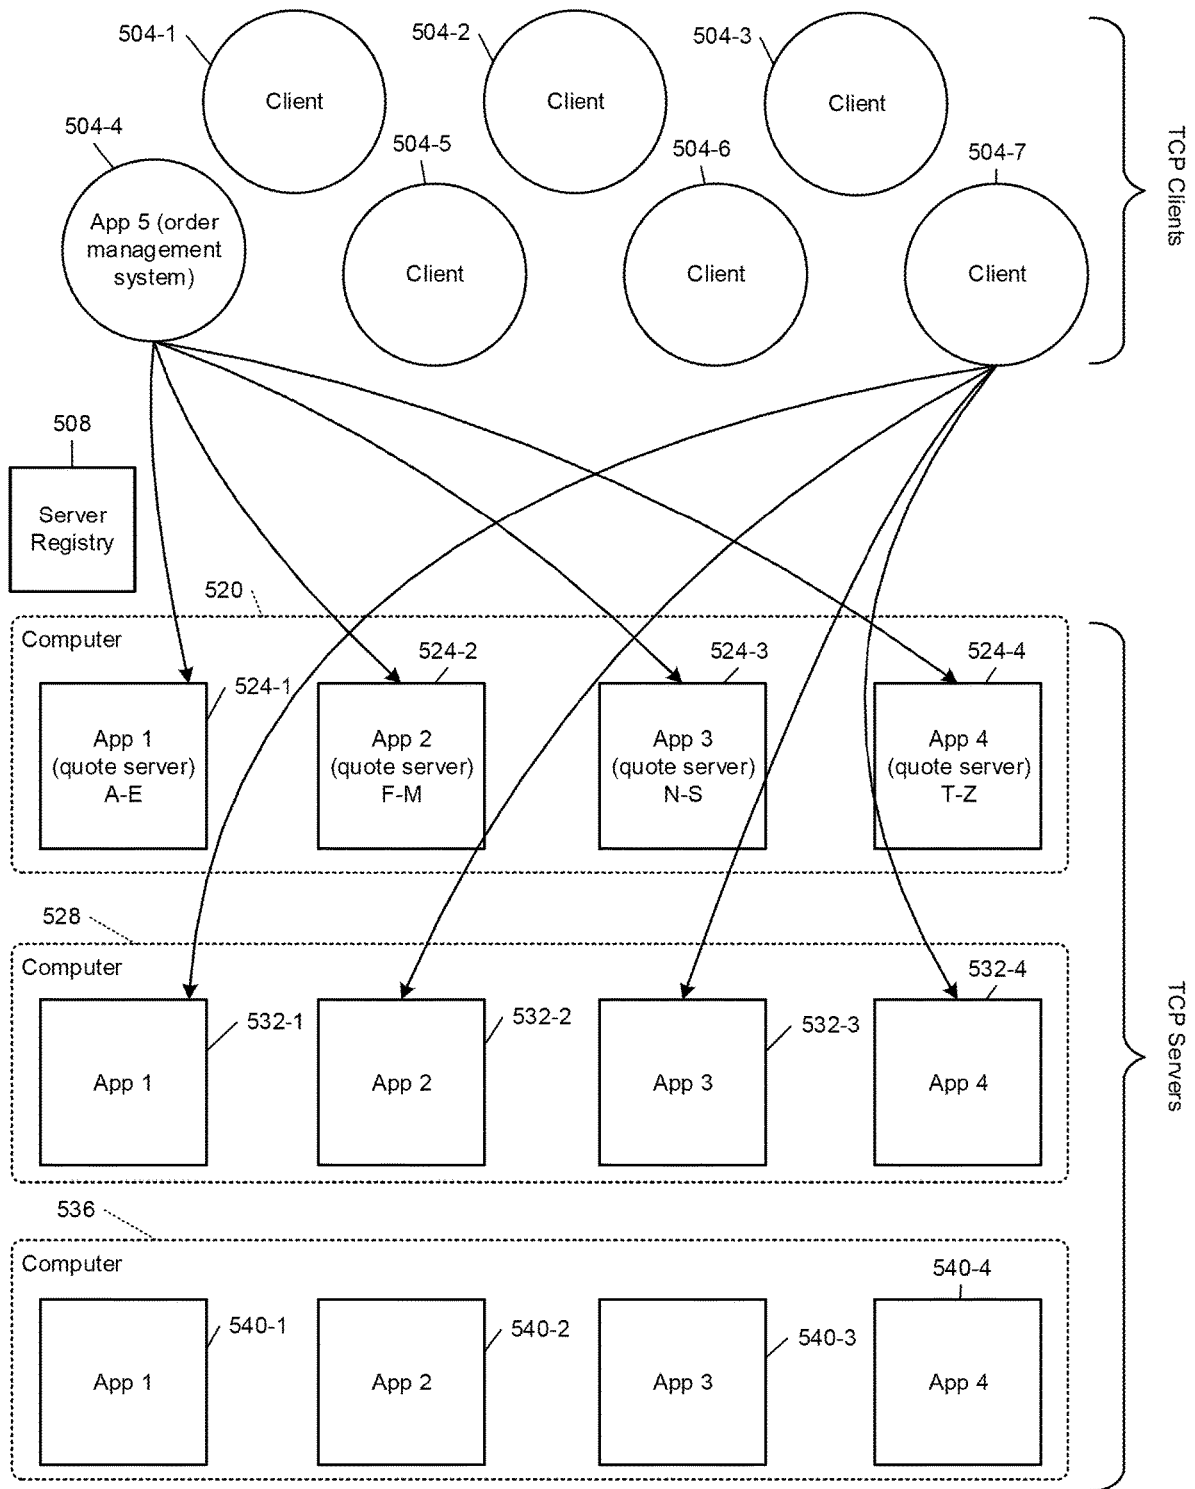 504-1
504-2
504-3
Client
Client
Client
504-4
504-5
504-6
504-7
App 5 (order
management
system)
Client
Client
Client
TCP Clients
508
Server
Registry
520
Computer
524-1
524-2
524-3
524-4
App 1
(quote server)
A-E
App 2
(quote server)
F-M
App 3
(quote server)
N-S
App 4
(quote server)
T-Z
528
Computer
532-1
532-2
532-3
532-4
App 1
App 2
App 3
App 4
TCP Servers
536
Computer
540-1
540-2
540-3
540-4
App 1
App 2
App 3
App 4